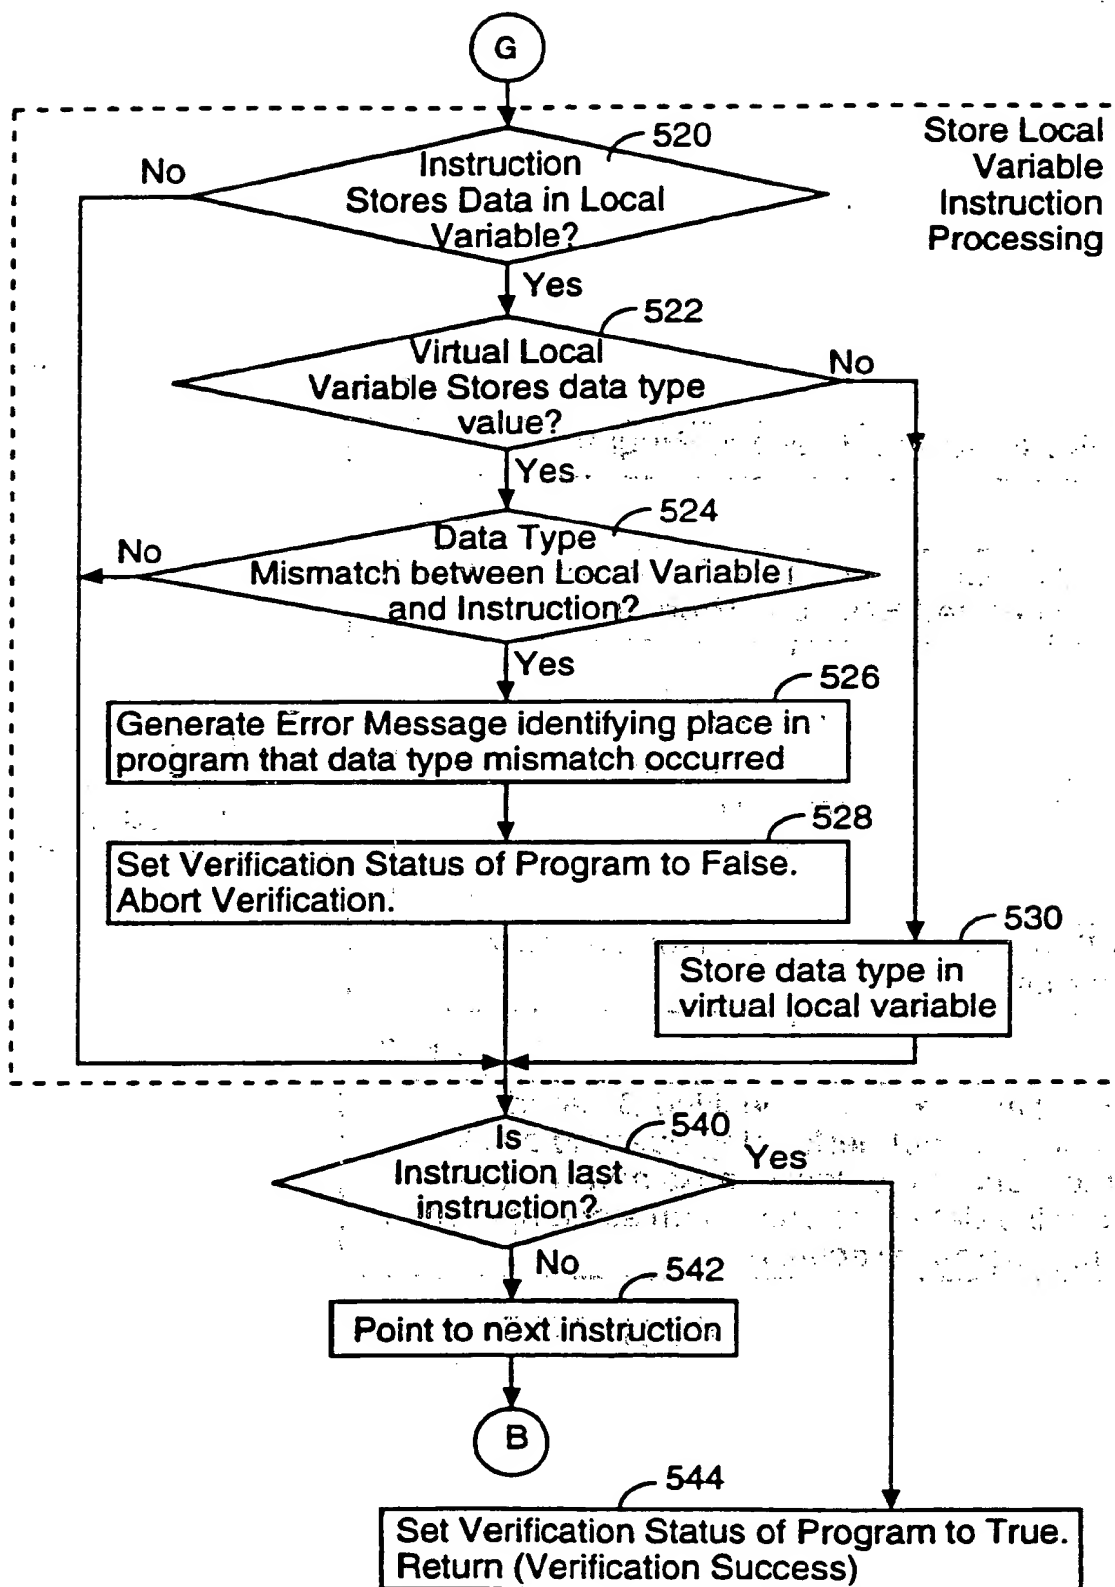 G
Store Local
Variable
Instruction
Processing
520
No
Instruction
Stores Data in Local
Variable?
Yes
522
Virtual Local
Variable Stores data type
value?
No
Yes
524
No
Data Type
Mismatch between Local Variable
and Instruction?
Yes
526
Generate Error Message identifying place in
program that data type mismatch occurred
528
Set Verification Status of Program to False.
Abort Verification.
530
Store data type in
virtual local variable
540
Is
Instruction last
instruction?
Yes
No
542
Point to next instruction
B
544
Set Verification Status of Program to True.
Return (Verification Success)